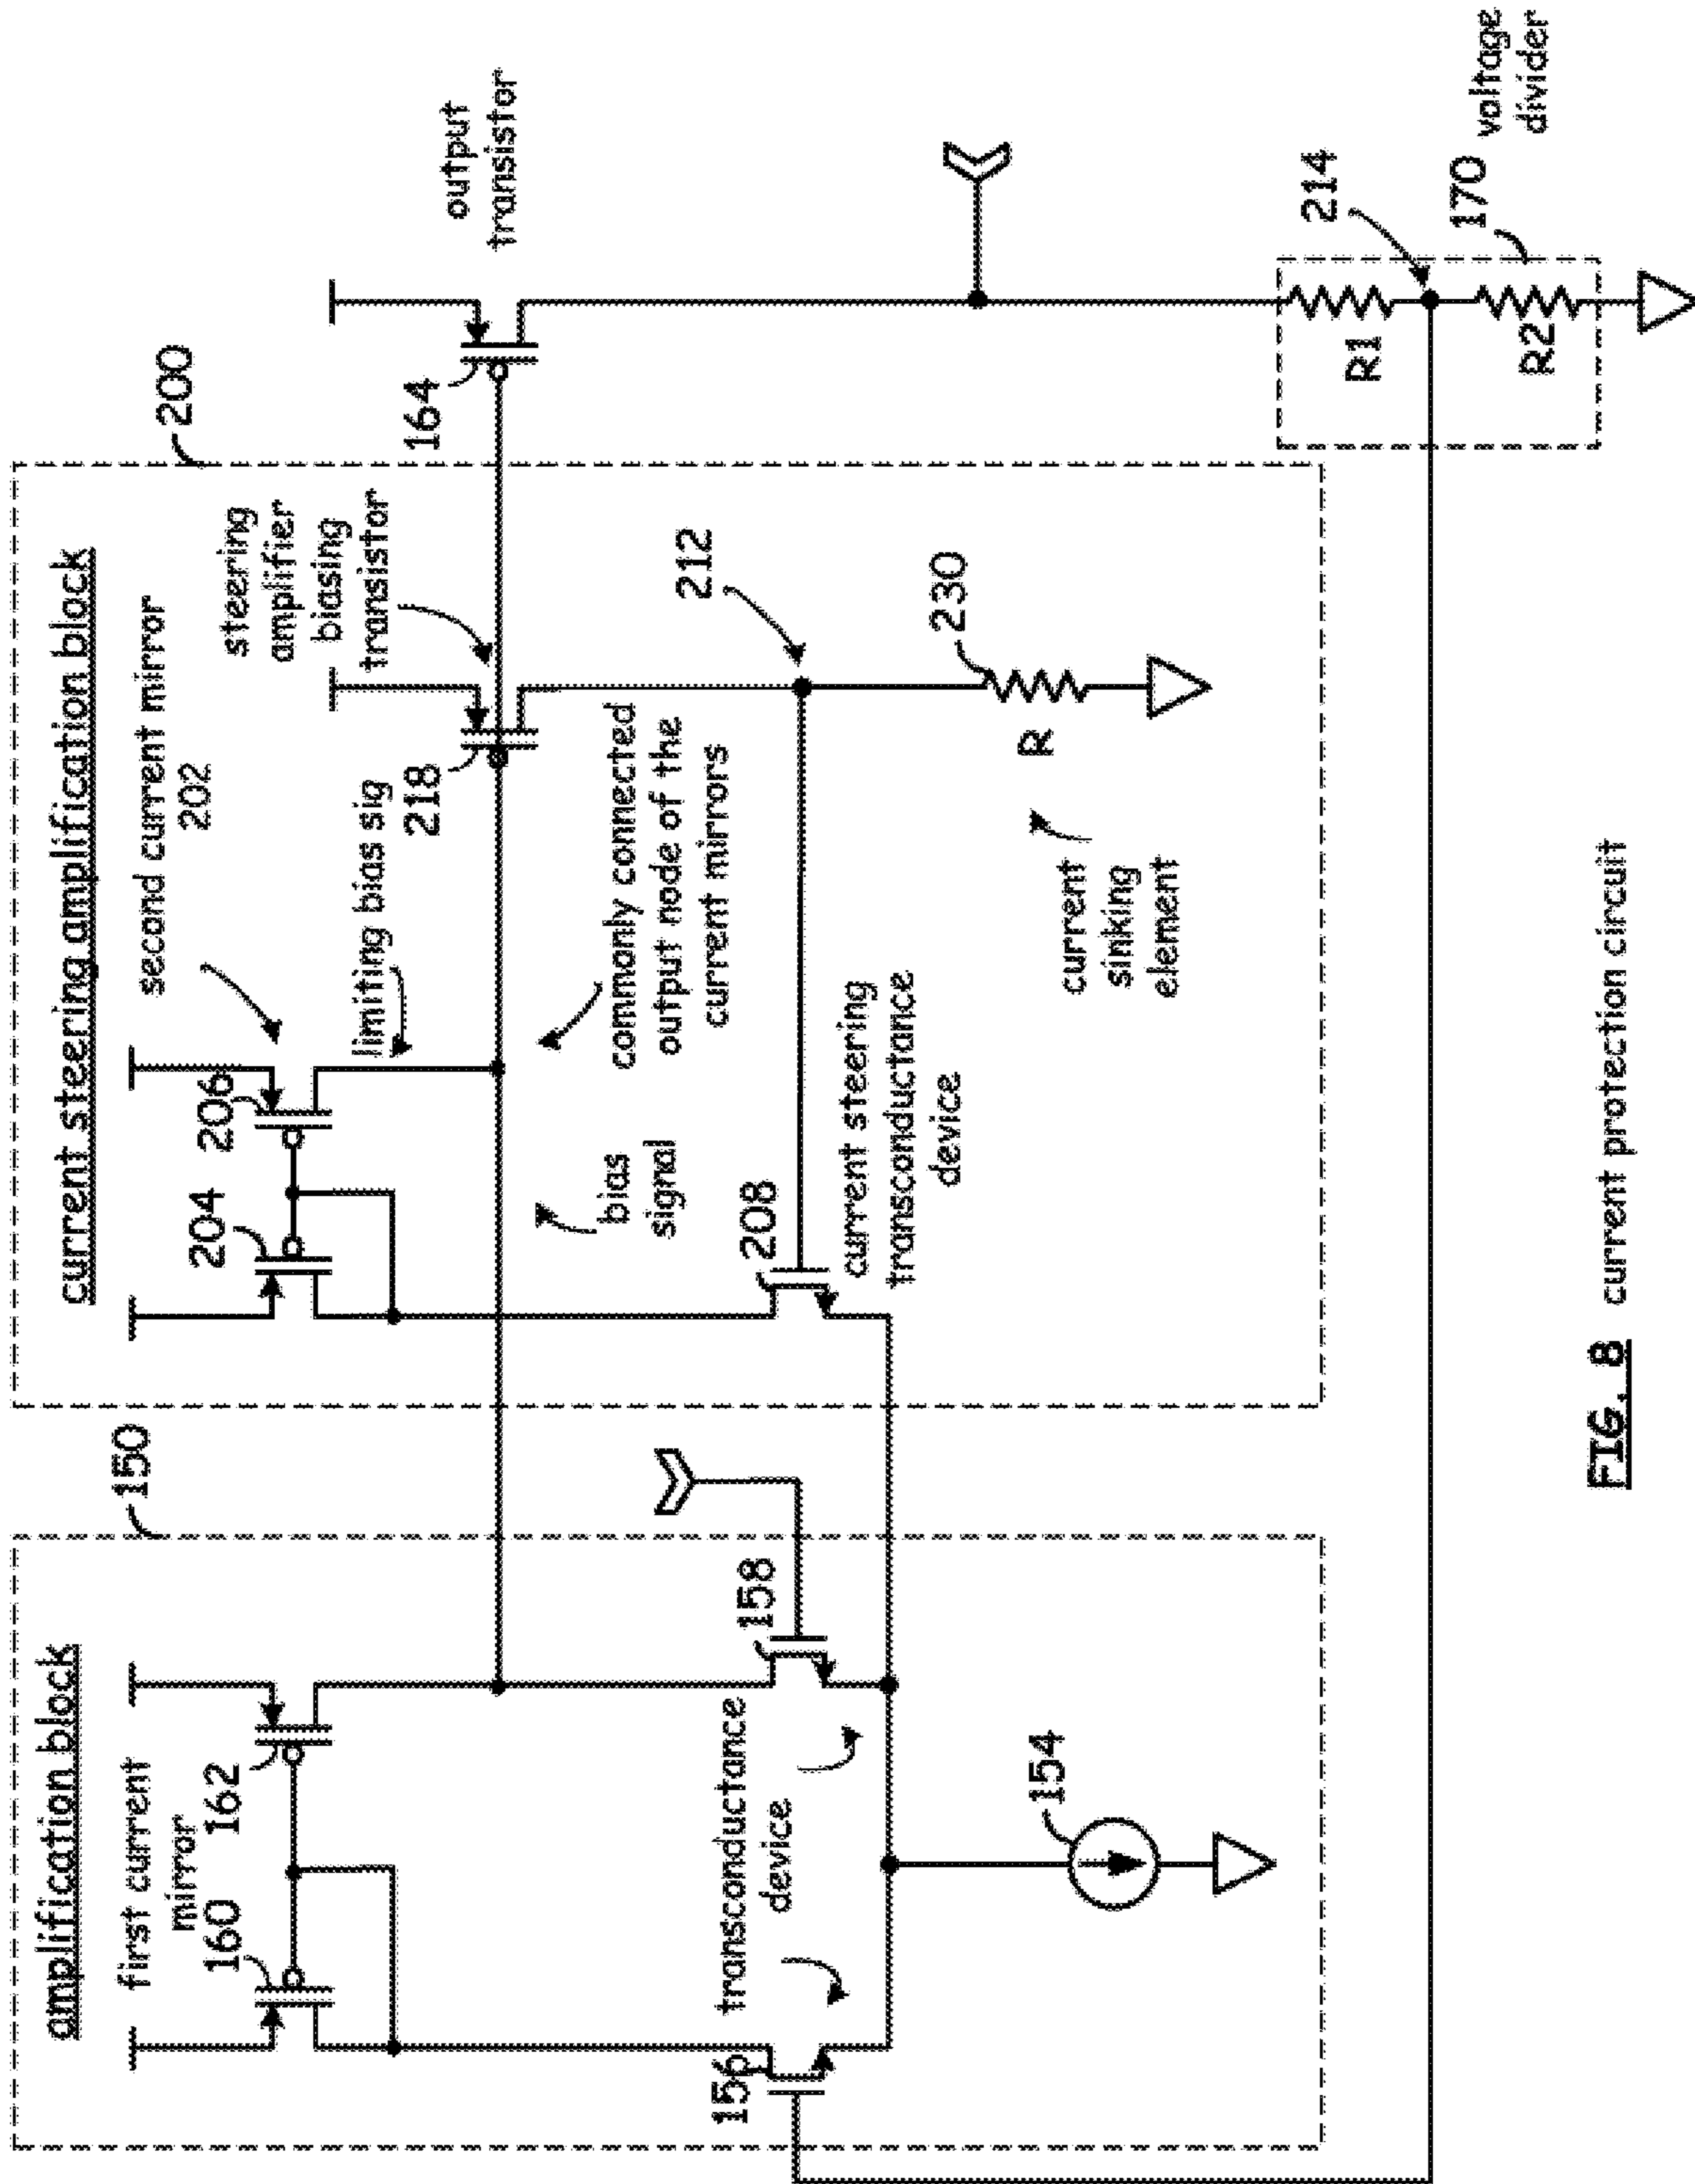 amplification block
150
first current
mirror
160
162
156
158
transconductance
device
154
current steering amplification block
200
second current mirror
202
204
206
limiting bias sig
steering
amplifier
biasing
transistor
218
bias
signal
commonly connected
output node of the
current mirrors
208
current steering
transconductance
device
212
230
R
current
sinking
element
output
transistor
164
214
R1
R2
170
voltage
divider
FIG. 8 current protection circuit